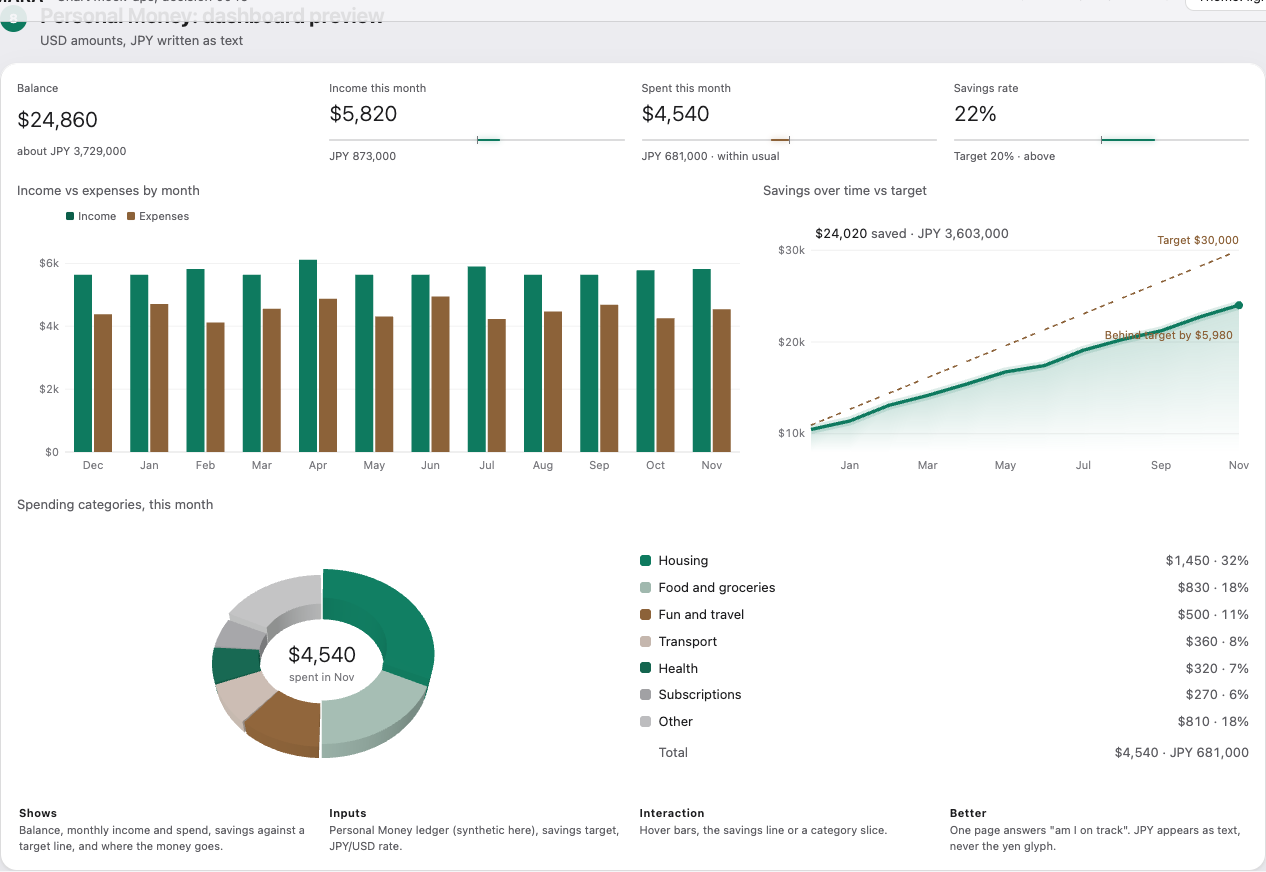 Personal Money: dashboard preview
USD amounts, JPY written as text
Balance
$24,860
about JPY 3,729,000
Income this month
$5,820
JPY 873,000
Spent this month
$4,540
JPY 681,000 · within usual
Savings rate
22%
Target 20% · above
Income vs expenses by month
Income Expenses
$6k
$4k
$2k
$0
Dec Jan Feb Mar Apr May Jun Jul Aug Sep Oct Nov
Savings over time vs target
$24,020 saved · JPY 3,603,000
Target $30,000
$30k
Behind target by $5,980
$20k
$10k
Jan Mar May Jul Sep Nov
Spending categories, this month
$4,540
spent in Nov
Housing $1,450 · 32%
Food and groceries $830 · 18%
Fun and travel $500 · 11%
Transport $360 · 8%
Health $320 · 7%
Subscriptions $270 · 6%
Other $810 · 18%
Total $4,540 · JPY 681,000
Shows
Balance, monthly income and spend, savings against a
target line, and where the money goes.
Inputs
Personal Money ledger (synthetic here), savings target,
JPY/USD rate.
Interaction
Hover bars, the savings line or a category slice.
Better
One page answers "am I on track". JPY appears as text,
never the yen glyph.